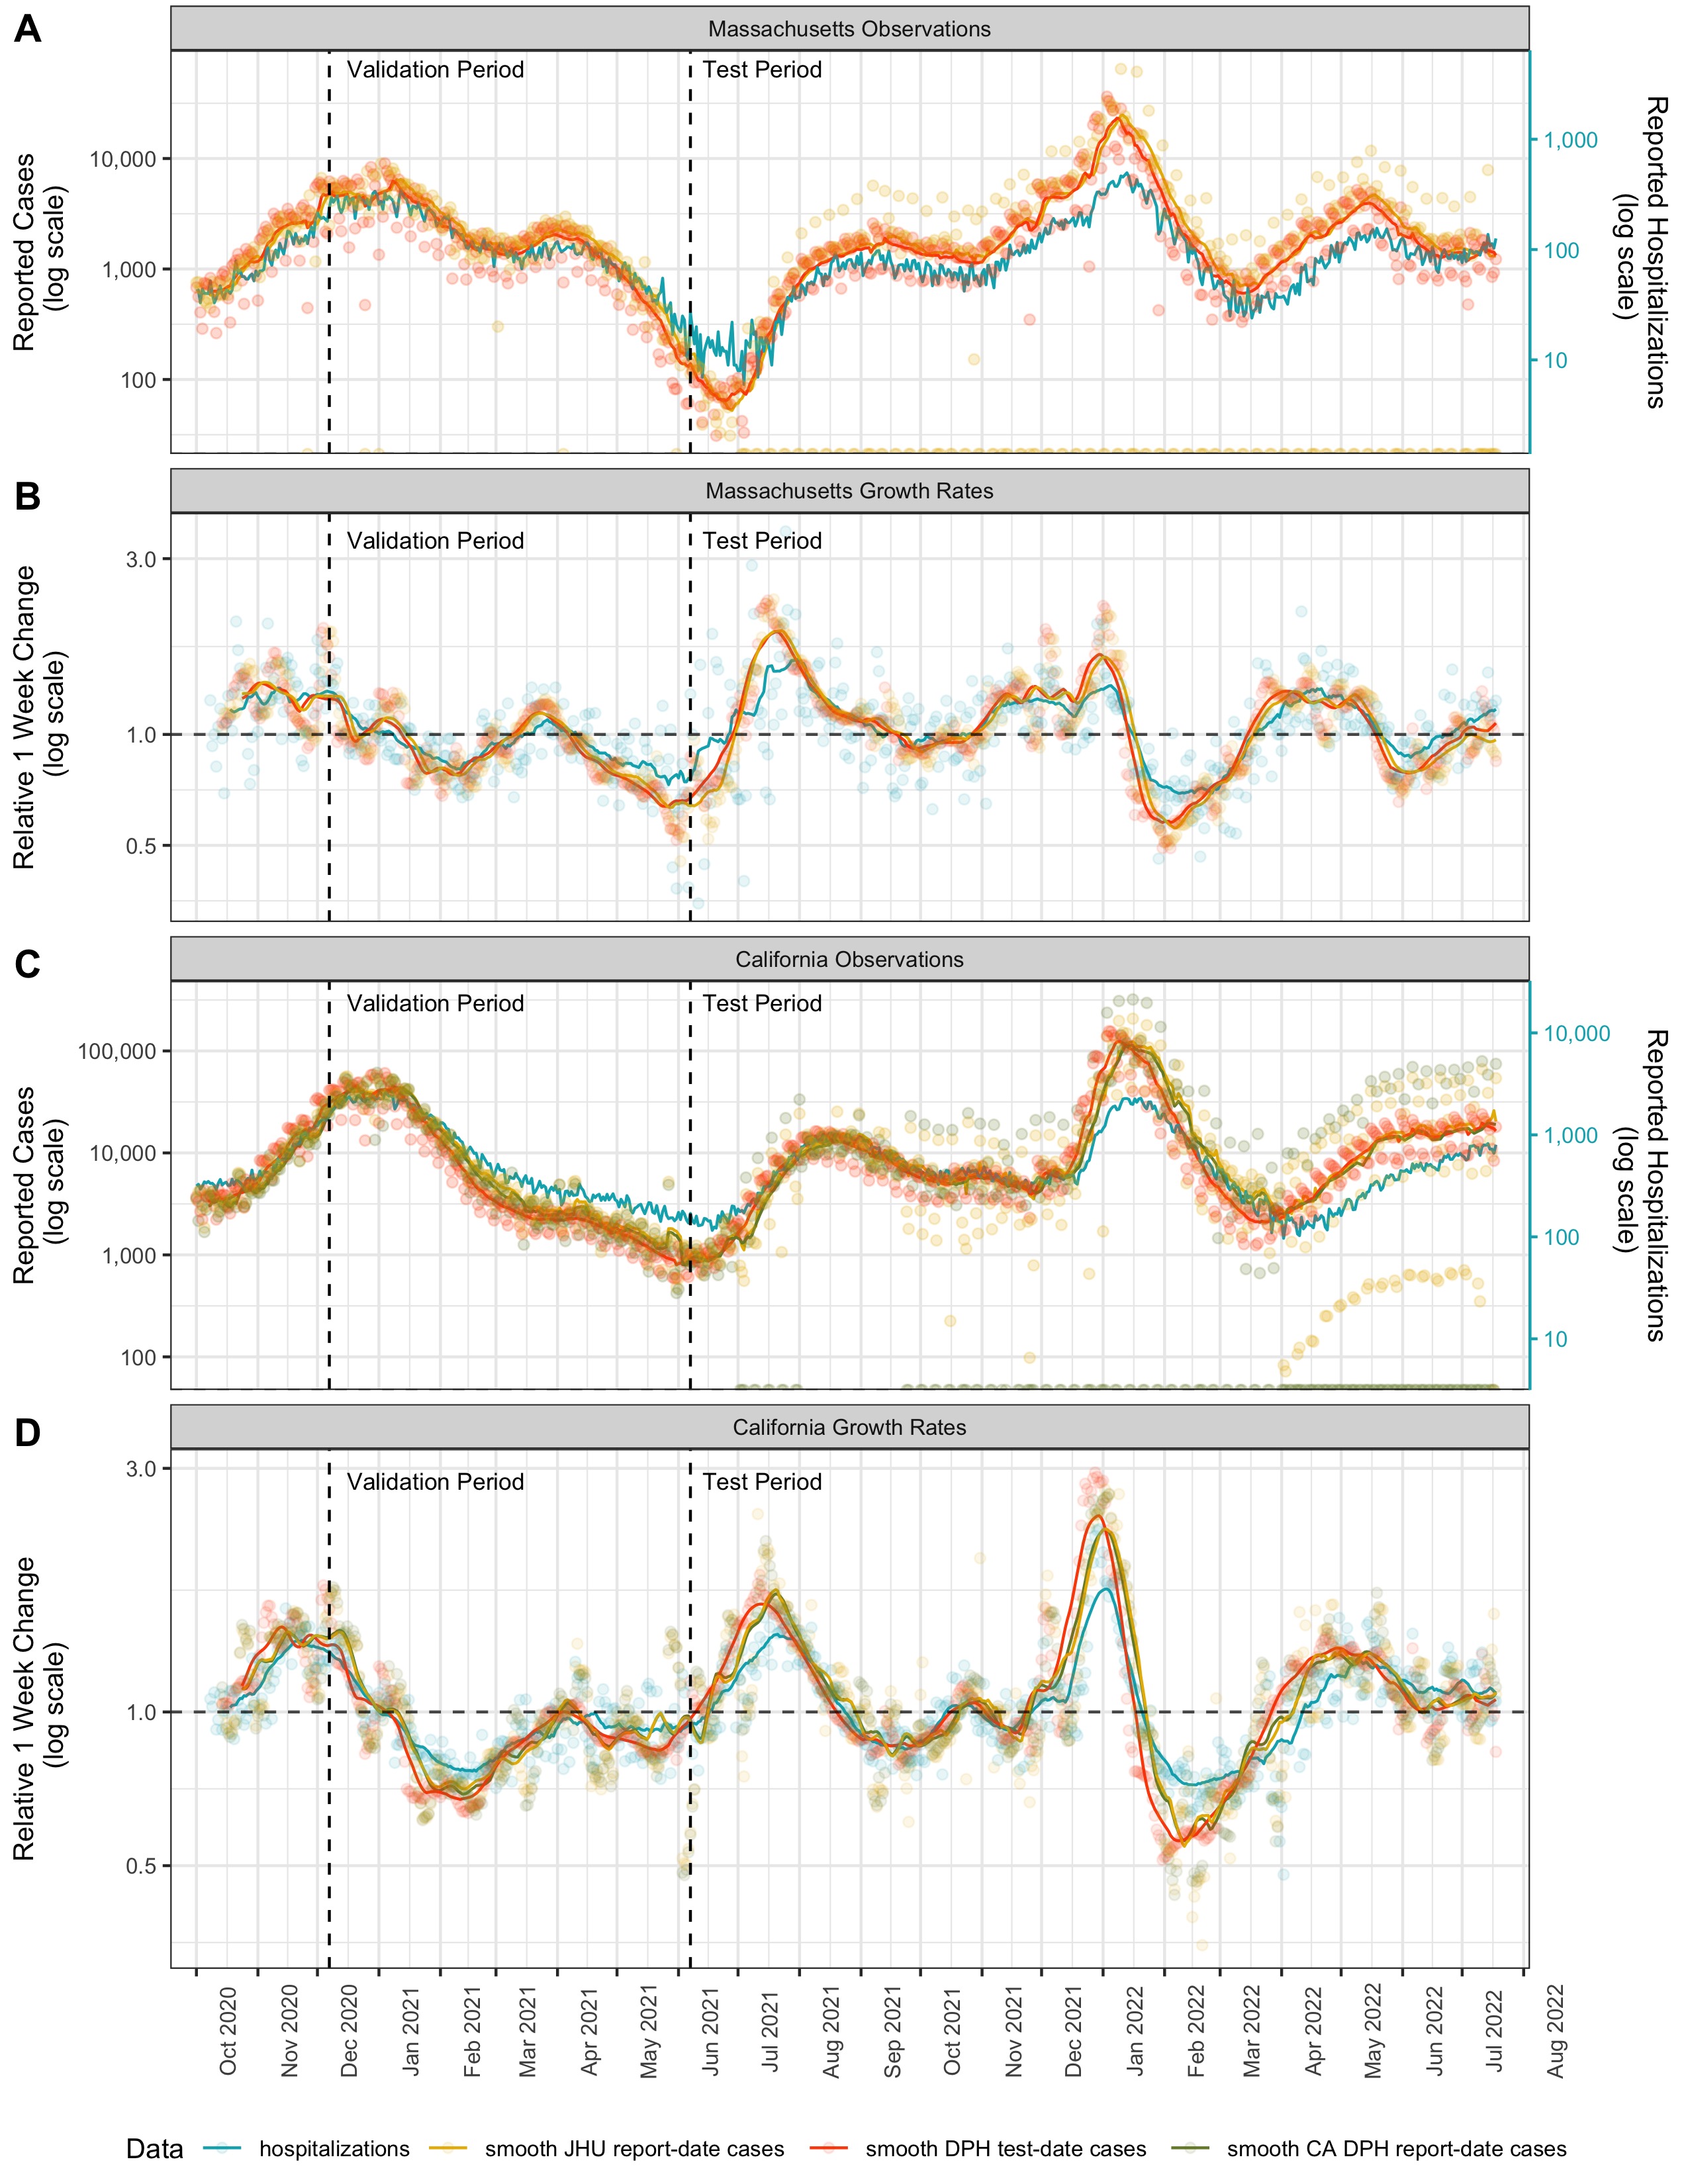 A
Massachusetts Observations
Validation Period
Test Period
Reported Cases
(log scale)
10,000
1,000
100
1,000
100
10
Reported Hospitalizations
(log scale)
B
Massachusetts Growth Rates
Validation Period
Test Period
Relative 1 Week Change
(log scale)
3.0
1.0
0.5
C
California Observations
Validation Period
Test Period
Reported Cases
(log scale)
100,000
10,000
1,000
100
10,000
1,000
100
10
Reported Hospitalizations
(log scale)
D
California Growth Rates
Validation Period
Test Period
Relative 1 Week Change
(log scale)
3.0
1.0
0.5
Oct 2020
Nov 2020
Dec 2020
Jan 2021
Feb 2021
Mar 2021
Apr 2021
May 2021
Jun 2021
Jul 2021
Aug 2021
Sep 2021
Oct 2021
Nov 2021
Dec 2021
Jan 2022
Feb 2022
Mar 2022
Apr 2022
May 2022
Jun 2022
Jul 2022
Aug 2022
Data
hospitalizations
smooth JHU report-date cases
smooth DPH test-date cases
smooth CA DPH report-date cases